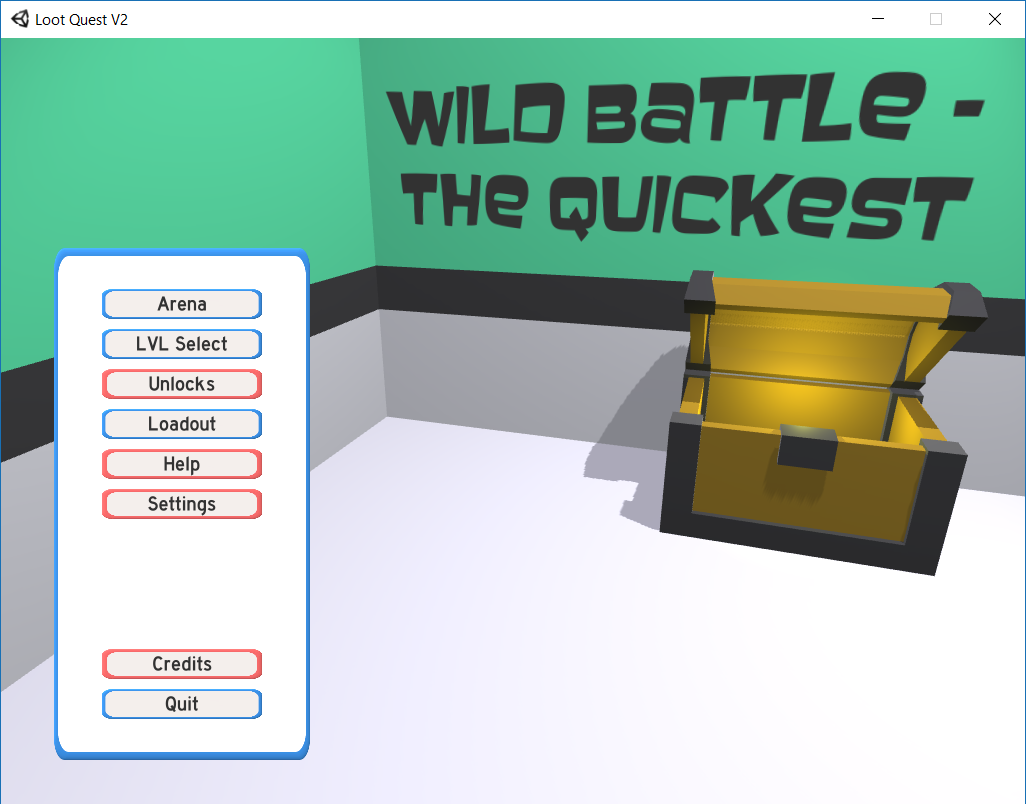 Loot Quest V2
WILD BaTTLe -
THe QUICKeST
Arena
LVL Select
Unlocks
Loadout
Help
Settings
Credits
Quit